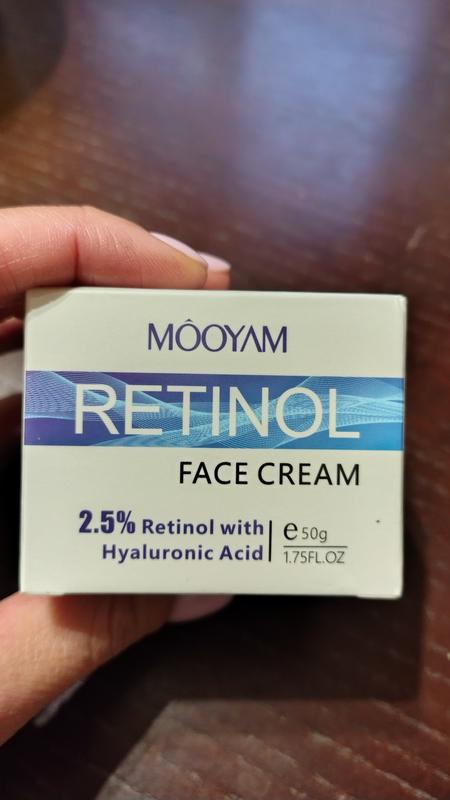 MÔOYAM
RETINOL
FACE CREAM
2.5% Retinol with
Hyaluronic Acid
e 50g
1.75FL.OZ